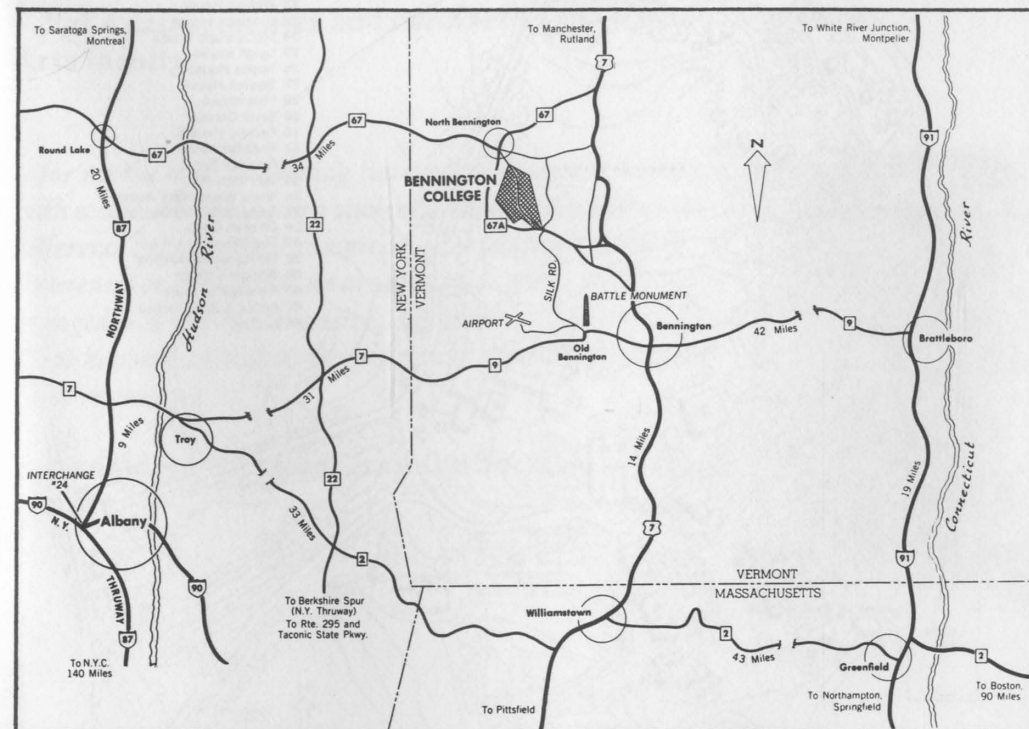 To Saratoga Springs,
Montreal
To Manchester,
Rutland
To White River Junction,
Montpelier
7
67
67
North Bennington
91
Round Lake
67
34 Miles
N
20 Miles
BENNINGTON
COLLEGE
87
22
67A
River
River
NEW YORK
VERMONT
SILK RD
BATTLE MONUMENT
NORTHWAY
Hudson
AIRPORT
Bennington
42 Miles
9
Brattleboro
Old
Bennington
7
9
7
31 Miles
9 Miles
Troy
14 Miles
INTERCHANGE
#24
22
19 Miles
Connecticut
90
N.Y.
Albany
33 Miles
7
2
91
90
VERMONT
MASSACHUSETTS
THRUWAY
To Berkshire Spur
(N.Y. Thruway)
To Rte. 295 and
Taconic State Pkwy.
Williamstown
87
2
43 Miles
2
Greenfield
To N.Y.C.
140 Miles
To Boston,
90 Miles
To Northampton,
Springfield
To Pittsfield